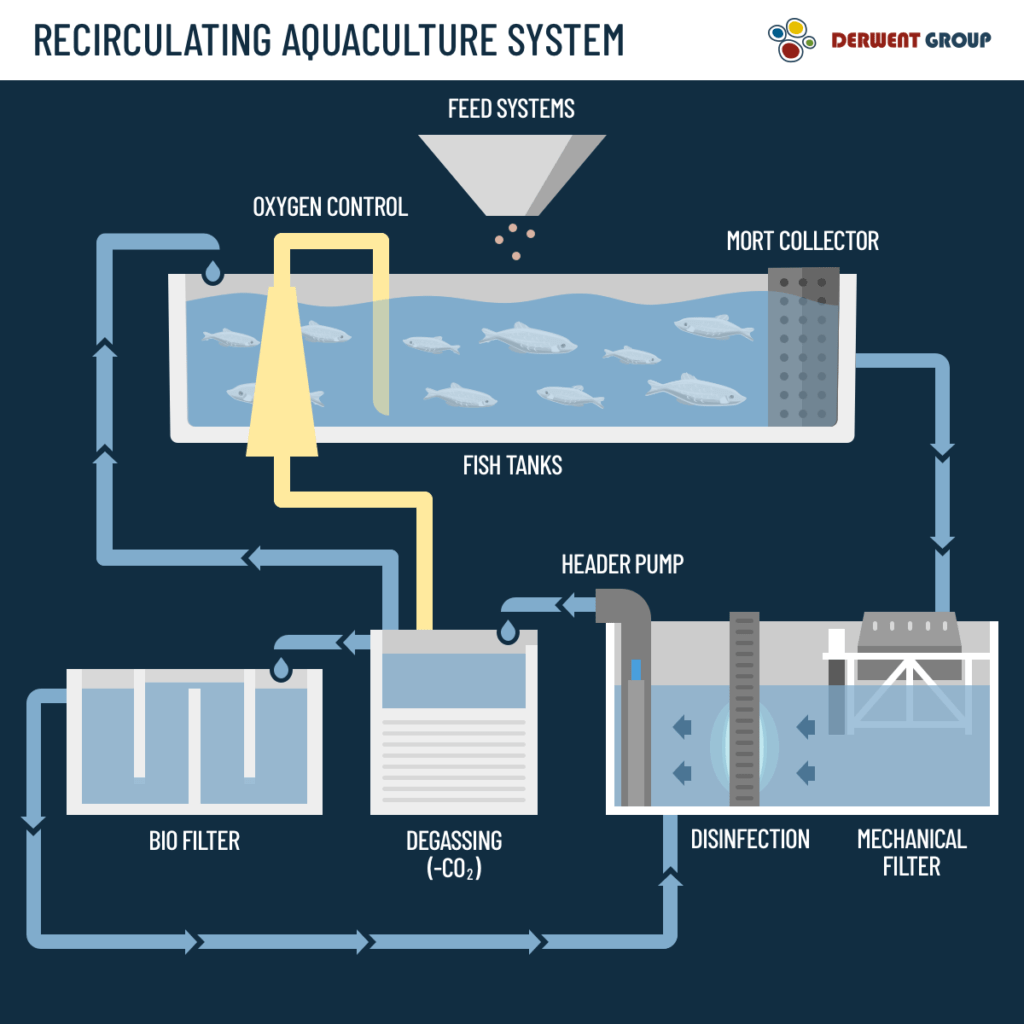 RECIRCULATING AQUACULTURE SYSTEM
DERWENT GROUP
FEED SYSTEMS
OXYGEN CONTROL
MORT COLLECTOR
FISH TANKS
HEADER PUMP
BIO FILTER
DEGASSING
(-CO₂)
DISINFECTION
MECHANICAL
FILTER